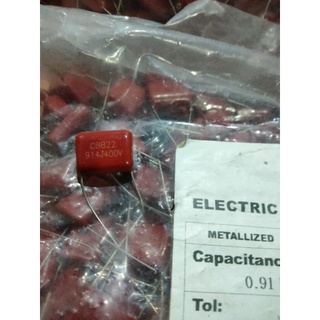 CBB22
914J400V
ELECTRIC
METALLIZED
Capacitanc
0.91
Tol: